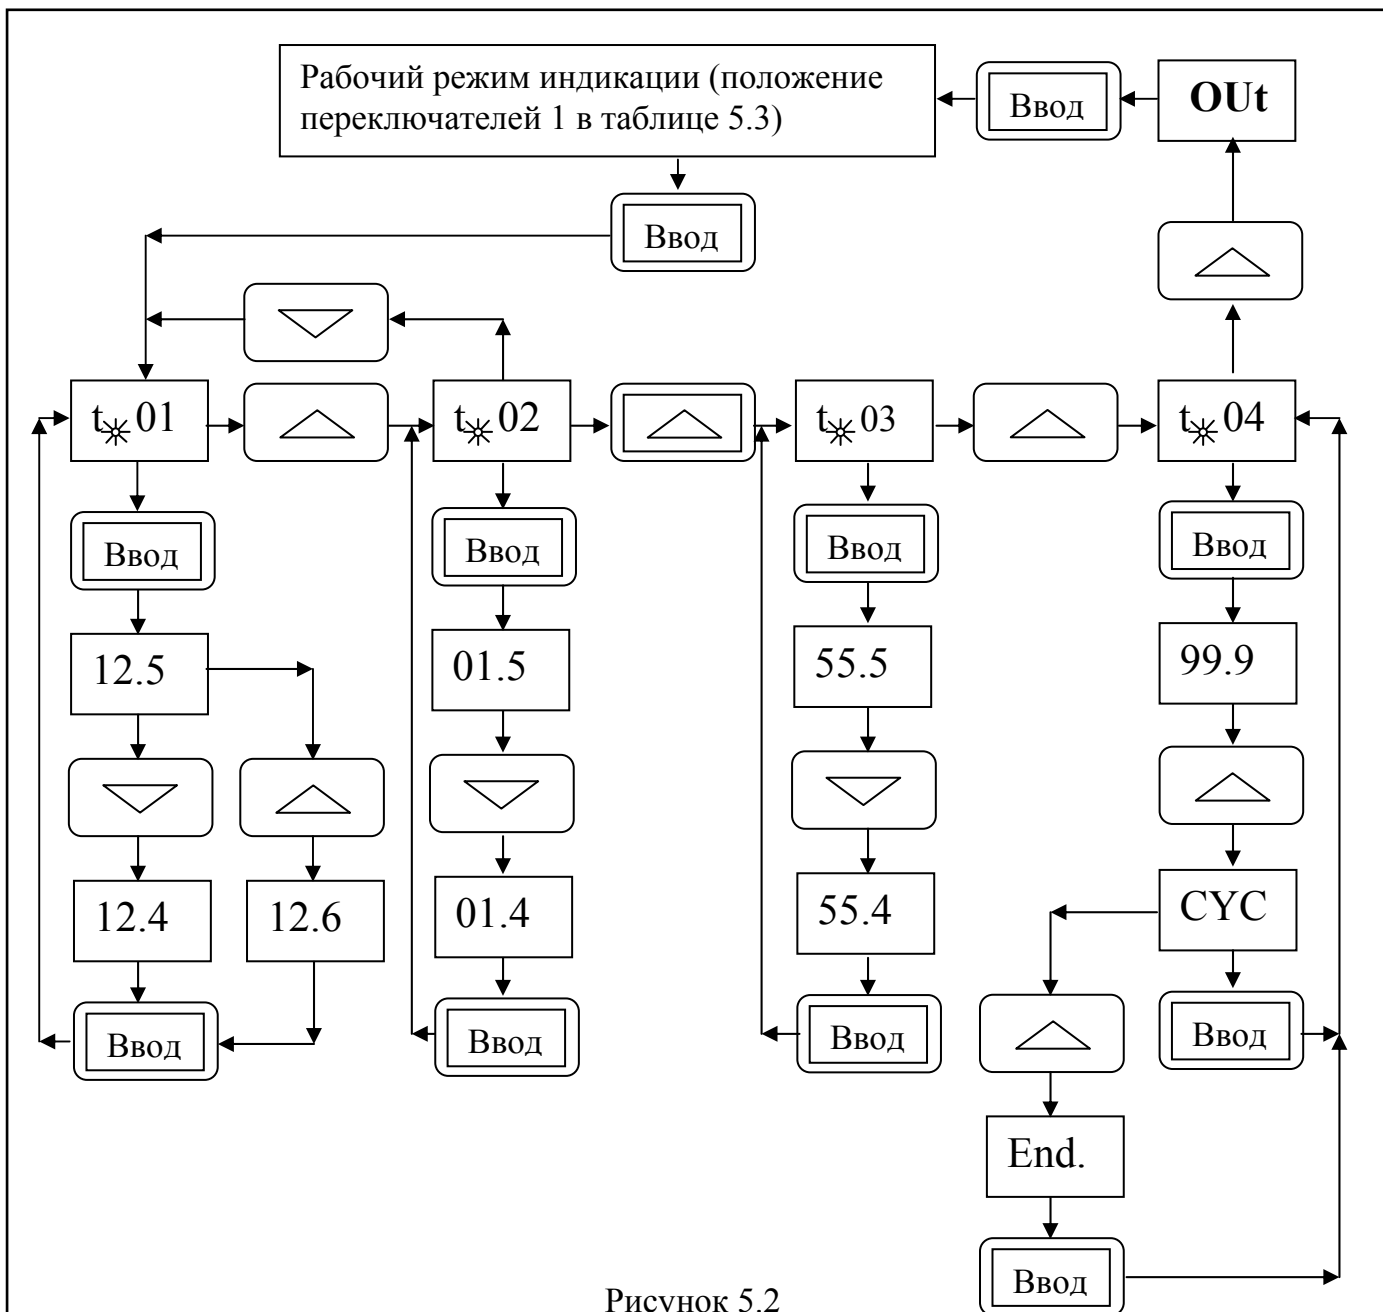 Рабочий режим индикации (положение
переключателей 1 в таблице 5.3)
Ввод
OUt
Ввод
t 01
t 02
t 03
t 04
Ввод
Ввод
Ввод
Ввод
12.5
01.5
55.5
99.9
12.4
12.6
01.4
55.4
CYC
Ввод
Ввод
Ввод
Ввод
End.
Ввод
Рисунок 5.2